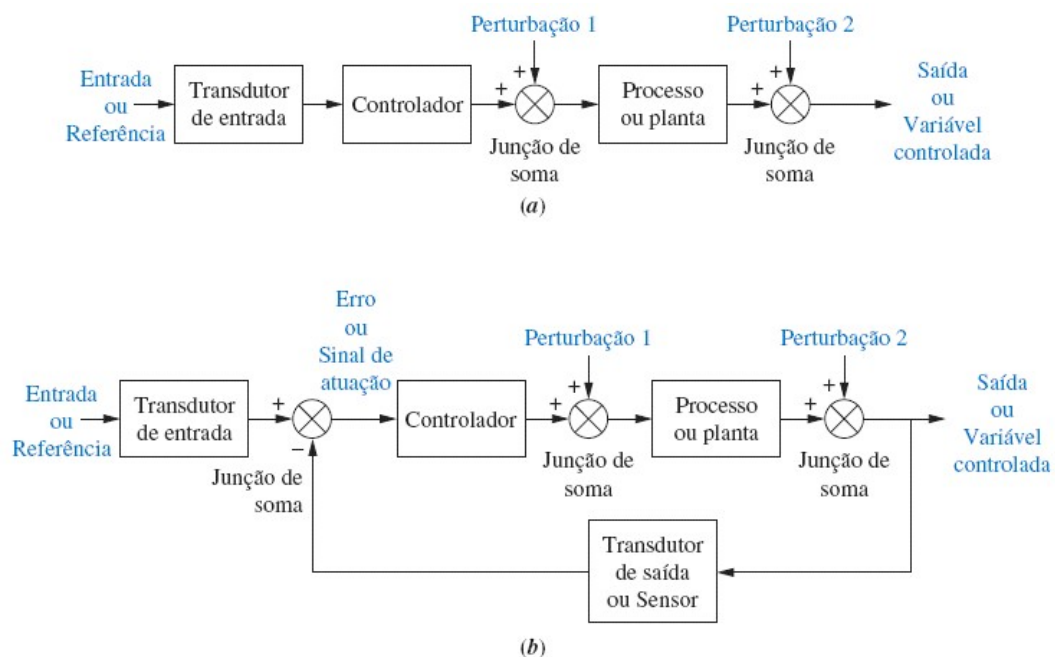 Perturbação 1
Perturbação 2
Entrada
ou
Referência
Transdutor
de entrada
Controlador
+
+
Junção de
soma
Processo
ou planta
+
+
Junção de
soma
Saída
ou
Variável
controlada
(a)
Erro
ou
Sinal de
atuação
Perturbação 1
Perturbação 2
Entrada
ou
Referência
Transdutor
de entrada
+
−
Junção de
soma
Controlador
+
+
Junção de
soma
Processo
ou planta
+
+
Junção de
soma
Saída
ou
Variável
controlada
Transdutor
de saída
ou Sensor
(b)